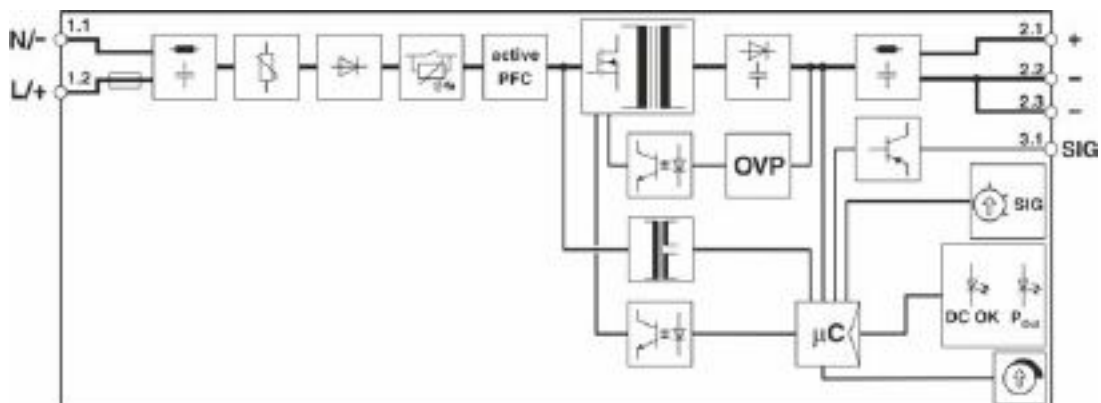 N/-
1.1
L/+
1.2
active
PFC
2.1
+
2.2
–
2.3
–
3.1
SIG
OVP
SIG
DC OK
P Out
µC